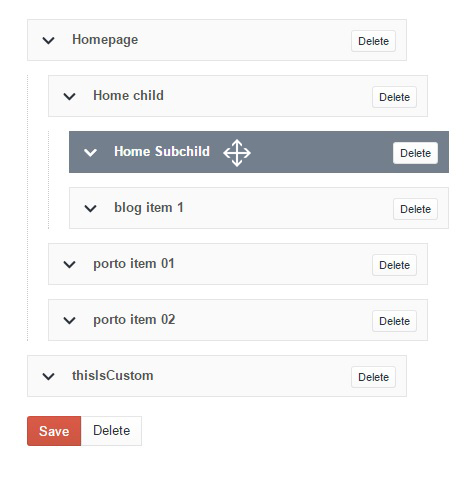 Homepage Delete
Home child Delete
Home Subchild Delete
blog item 1 Delete
porto item 01 Delete
porto item 02 Delete
thisIsCustom Delete
Save Delete